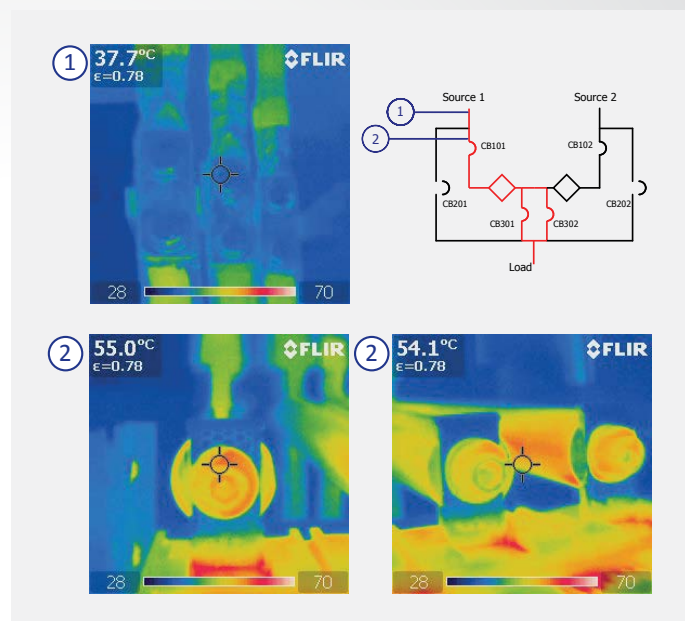 1
37.7°C
ε=0.78
FLIR
28
70
Source 1
Source 2
1
2
CB101
CB102
CB201
CB202
CB301
CB302
Load
2
55.0°C
ε=0.78
FLIR
28
70
2
54.1°C
ε=0.78
FLIR
28
70